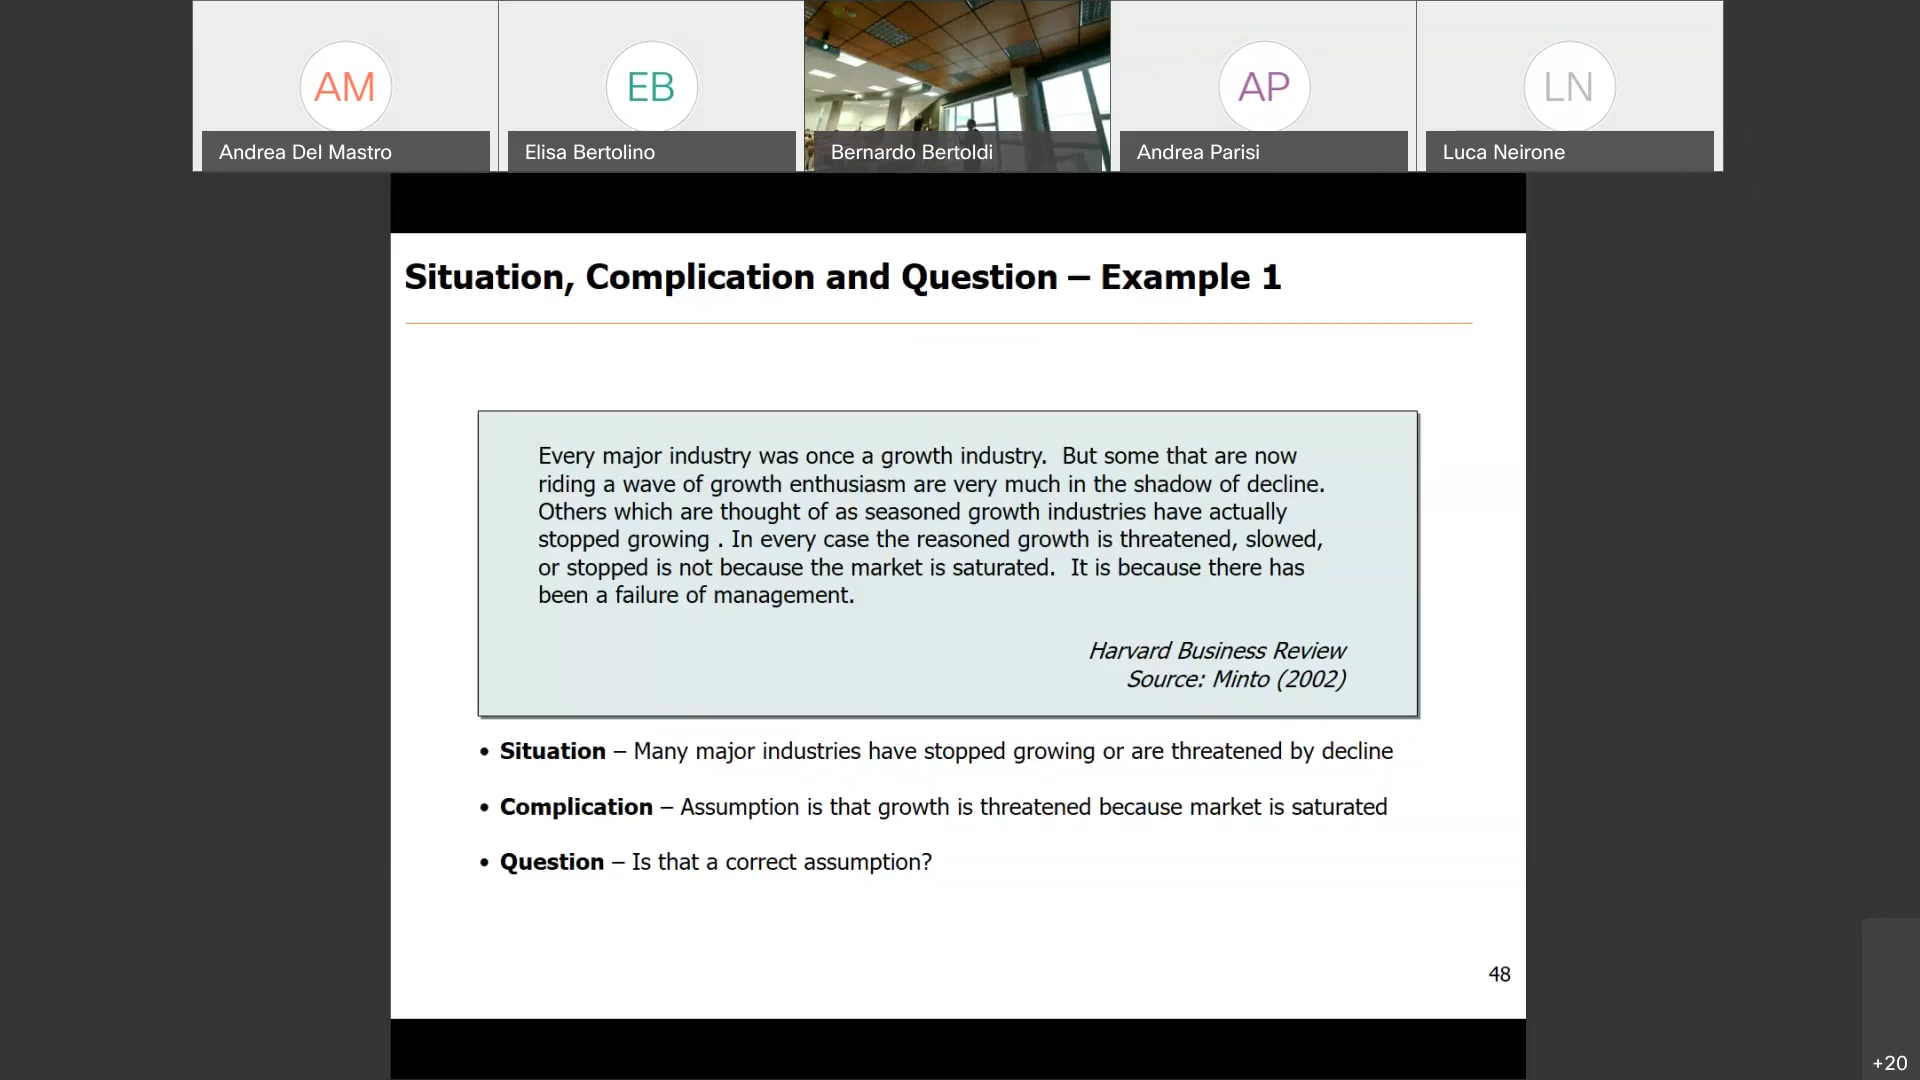 AM
Andrea Del Mastro
EB
Elisa Bertolino
Bernardo Bertoldi
AP
Andrea Parisi
LN
Luca Neirone
Situation, Complication and Question – Example 1
Every major industry was once a growth industry.  But some that are now
riding a wave of growth enthusiasm are very much in the shadow of decline.
Others which are thought of as seasoned growth industries have actually
stopped growing . In every case the reasoned growth is threatened, slowed,
or stopped is not because the market is saturated.  It is because there has
been a failure of management.
Harvard Business Review
Source: Minto (2002)
• Situation – Many major industries have stopped growing or are threatened by decline
• Complication – Assumption is that growth is threatened because market is saturated
• Question – Is that a correct assumption?
48
+20